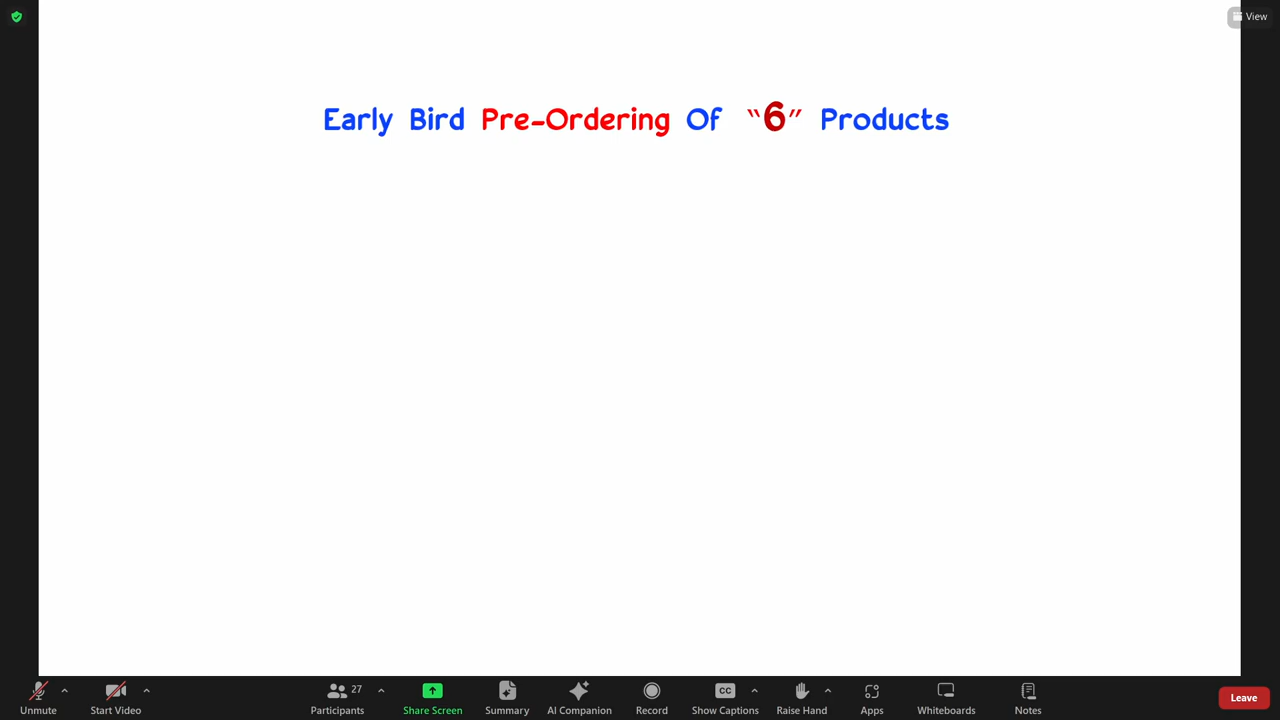 View
Early Bird Pre-Ordering Of "6" Products
27
Unmute
Start Video
Participants
Share Screen
Summary
AI Companion
Record
CC
Show Captions
Raise Hand
Apps
Whiteboards
Notes
Leave